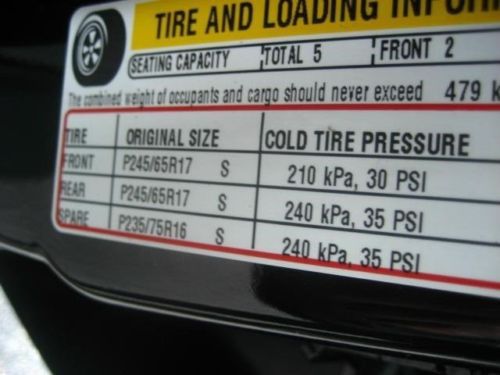 TIRE AND LOADING INFORM
SEATING CAPACITY TOTAL 5 FRONT 2
The combined weight of occupants and cargo should never exceed 479 k
TIRE ORIGINAL SIZE COLD TIRE PRESSURE
FRONT P245/65R17 S 210 kPa, 30 PSI
REAR P245/65R17 S 240 kPa, 35 PSI
SPARE P235/75R16 S 240 kPa, 35 PSI